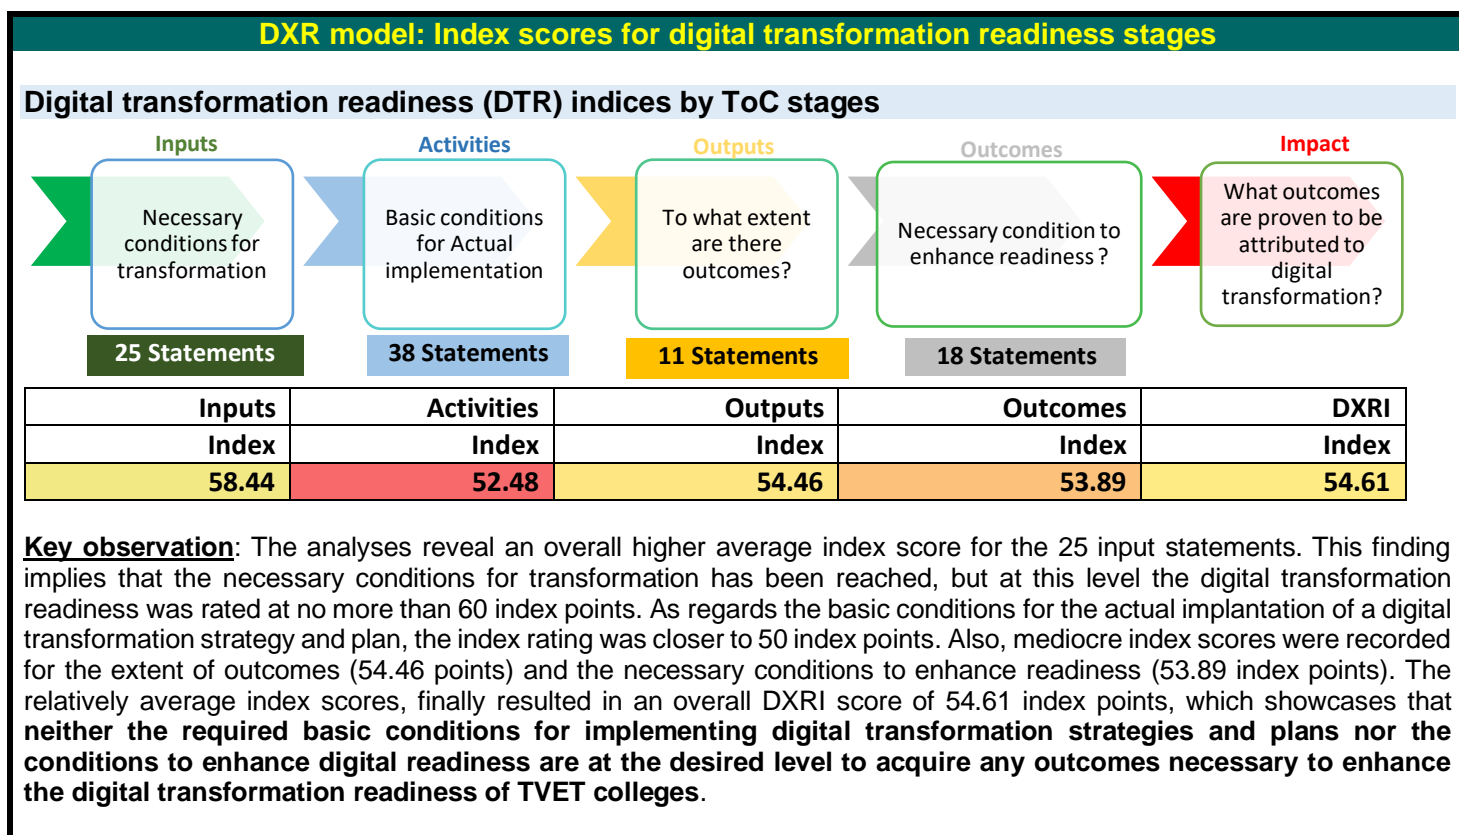 DXR model: Index scores for digital transformation readiness stages
Digital transformation readiness (DTR) indices by ToC stages
Inputs
Activities
Outputs
Outcomes
Impact
Necessary
conditions for
transformation
Basic conditions
for Actual
implementation
To what extent
are there
outcomes?
Necessary condition to
enhance readiness ?
What outcomes
are proven to be
attributed to
digital
transformation?
25 Statements
38 Statements
11 Statements
18 Statements
Inputs Activities Outputs Outcomes DXRI
Index Index Index Index Index
58.44 52.48 54.46 53.89 54.61
Key observation: The analyses reveal an overall higher average index score for the 25 input statements. This finding
implies that the necessary conditions for transformation has been reached, but at this level the digital transformation
readiness was rated at no more than 60 index points. As regards the basic conditions for the actual implantation of a digital
transformation strategy and plan, the index rating was closer to 50 index points. Also, mediocre index scores were recorded
for the extent of outcomes (54.46 points) and the necessary conditions to enhance readiness (53.89 index points). The
relatively average index scores, finally resulted in an overall DXRI score of 54.61 index points, which showcases that
neither the required basic conditions for implementing digital transformation strategies and plans nor the
conditions to enhance digital readiness are at the desired level to acquire any outcomes necessary to enhance
the digital transformation readiness of TVET colleges.